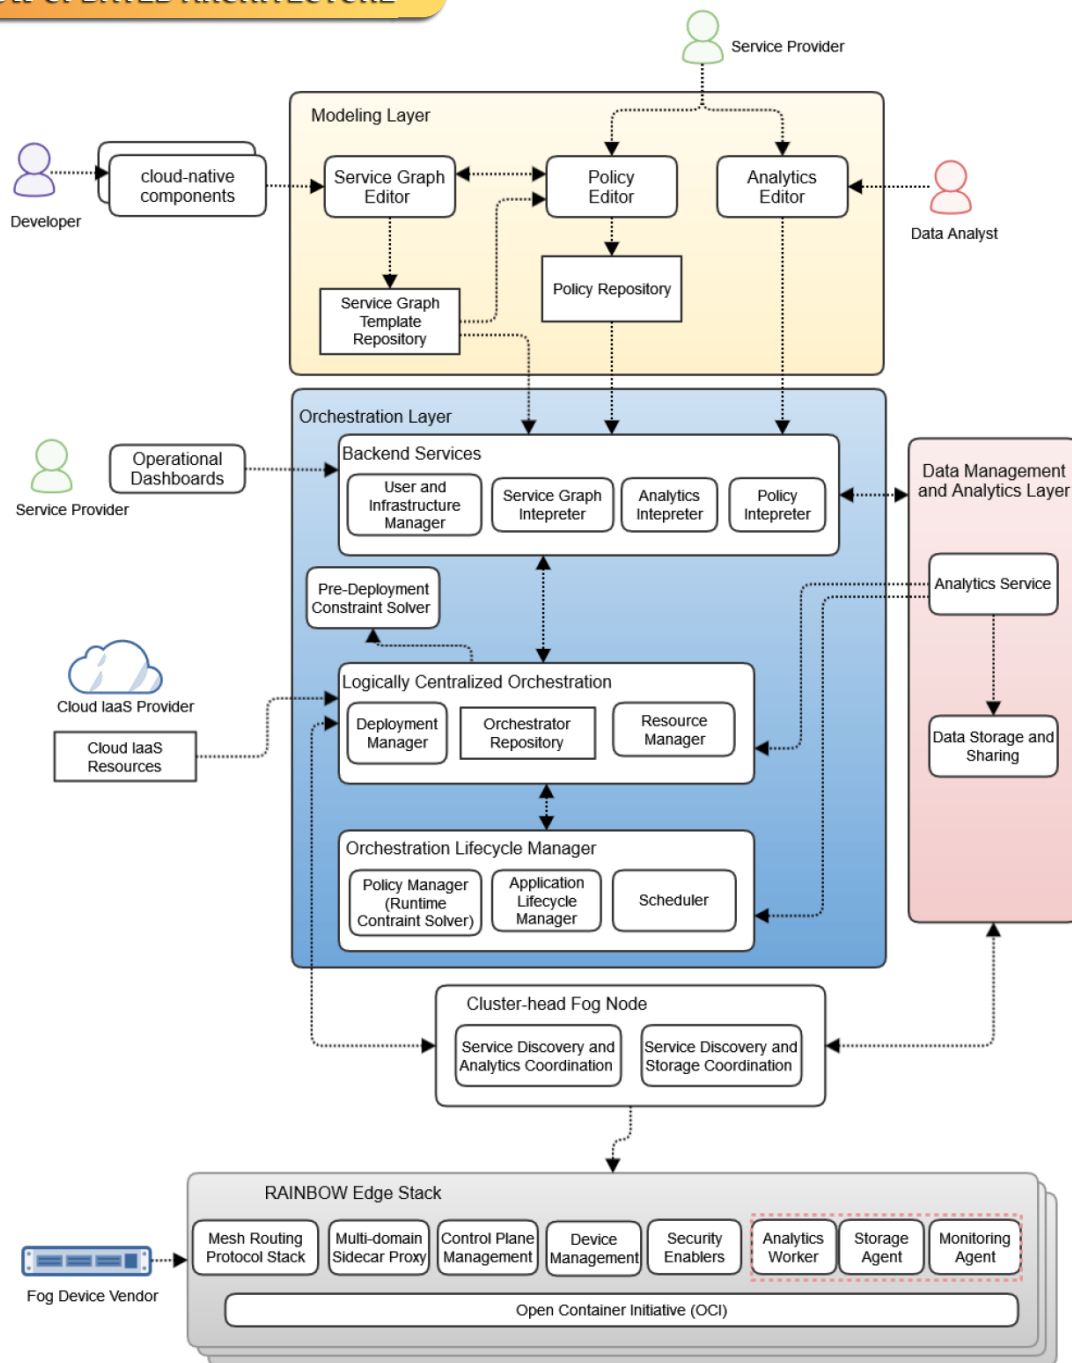 UPDATED ARCHITECTURE
Service Provider
Modeling Layer
Developer
cloud-native
components
Service Graph
Editor
Policy
Editor
Analytics
Editor
Data Analyst
Service Graph
Template
Repository
Policy Repository
Orchestration Layer
Service Provider
Operational
Dashboards
Backend Services
User and
Infrastructure
Manager
Service Graph
Intepreter
Analytics
Intepreter
Policy
Intepreter
Data Management
and Analytics Layer
Analytics Service
Data Storage and
Sharing
Pre-Deployment
Constraint Solver
Cloud IaaS Provider
Cloud IaaS
Resources
Logically Centralized Orchestration
Deployment
Manager
Orchestrator
Repository
Resource
Manager
Orchestration Lifecycle Manager
Policy Manager
(Runtime
Contraint Solver)
Application
Lifecycle
Manager
Scheduler
Cluster-head Fog Node
Service Discovery and
Analytics Coordination
Service Discovery and
Storage Coordination
RAINBOW Edge Stack
Mesh Routing
Protocol Stack
Multi-domain
Sidecar Proxy
Control Plane
Management
Device
Management
Security
Enablers
Analytics
Worker
Storage
Agent
Monitoring
Agent
Fog Device Vendor
Open Container Initiative (OCI)